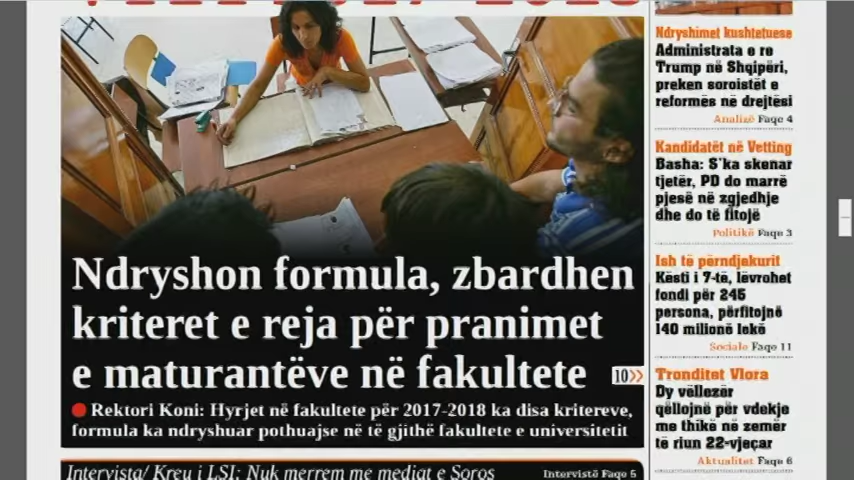 Ndryshon formula, zbardhen
kriteret e reja për pranimet
e maturantëve në fakultete
10>>
Rektori Koni: Hyrjet në fakultete për 2017-2018 ka disa kritereve,
formula ka ndryshuar pothuajse në të gjithë fakultete e universitetit
Intervista/ Kreu i LSI: Nuk merrem me mediat e Soros
Intervistë Faqe 5
Ndryshimet kushtetuese
Administrata e re
Trump në Shqipëri,
preken soroistët e
reformës në drejtësi
Analizë Faqe 4
Kandidatët në Vetting
Basha: S'ka skenar
tjetër, PD do marrë
pjesë në zgjedhje
dhe do të fitojë
Politikë Faqe 3
Ish të përndjekurit
Kësti i 7-të, lëvrohet
fondi për 245
persona, përfitojnë
140 milionë lekë
Sociale Faqe 11
Tronditet Vlora
Dy vëllezër
qëllojnë për vdekje
me thikë në zemër
të riun 22-vjeçar
Aktualitet Faqe 6